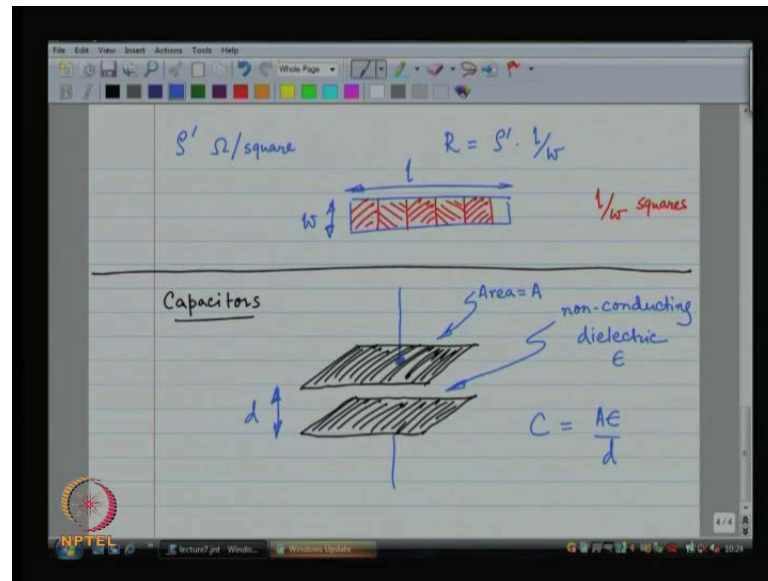 File Edit View Insert Actions Tools Help
Whole Page
B I
ρ' Ω/square R = ρ' · l/w
l
w
l/w squares
Capacitors
Area = A
non-conducting
dielectric
ϵ
d
C = Aϵ/d
4/4
NPTEL
lecture7.jnt - Windo... Windows Update 10:24